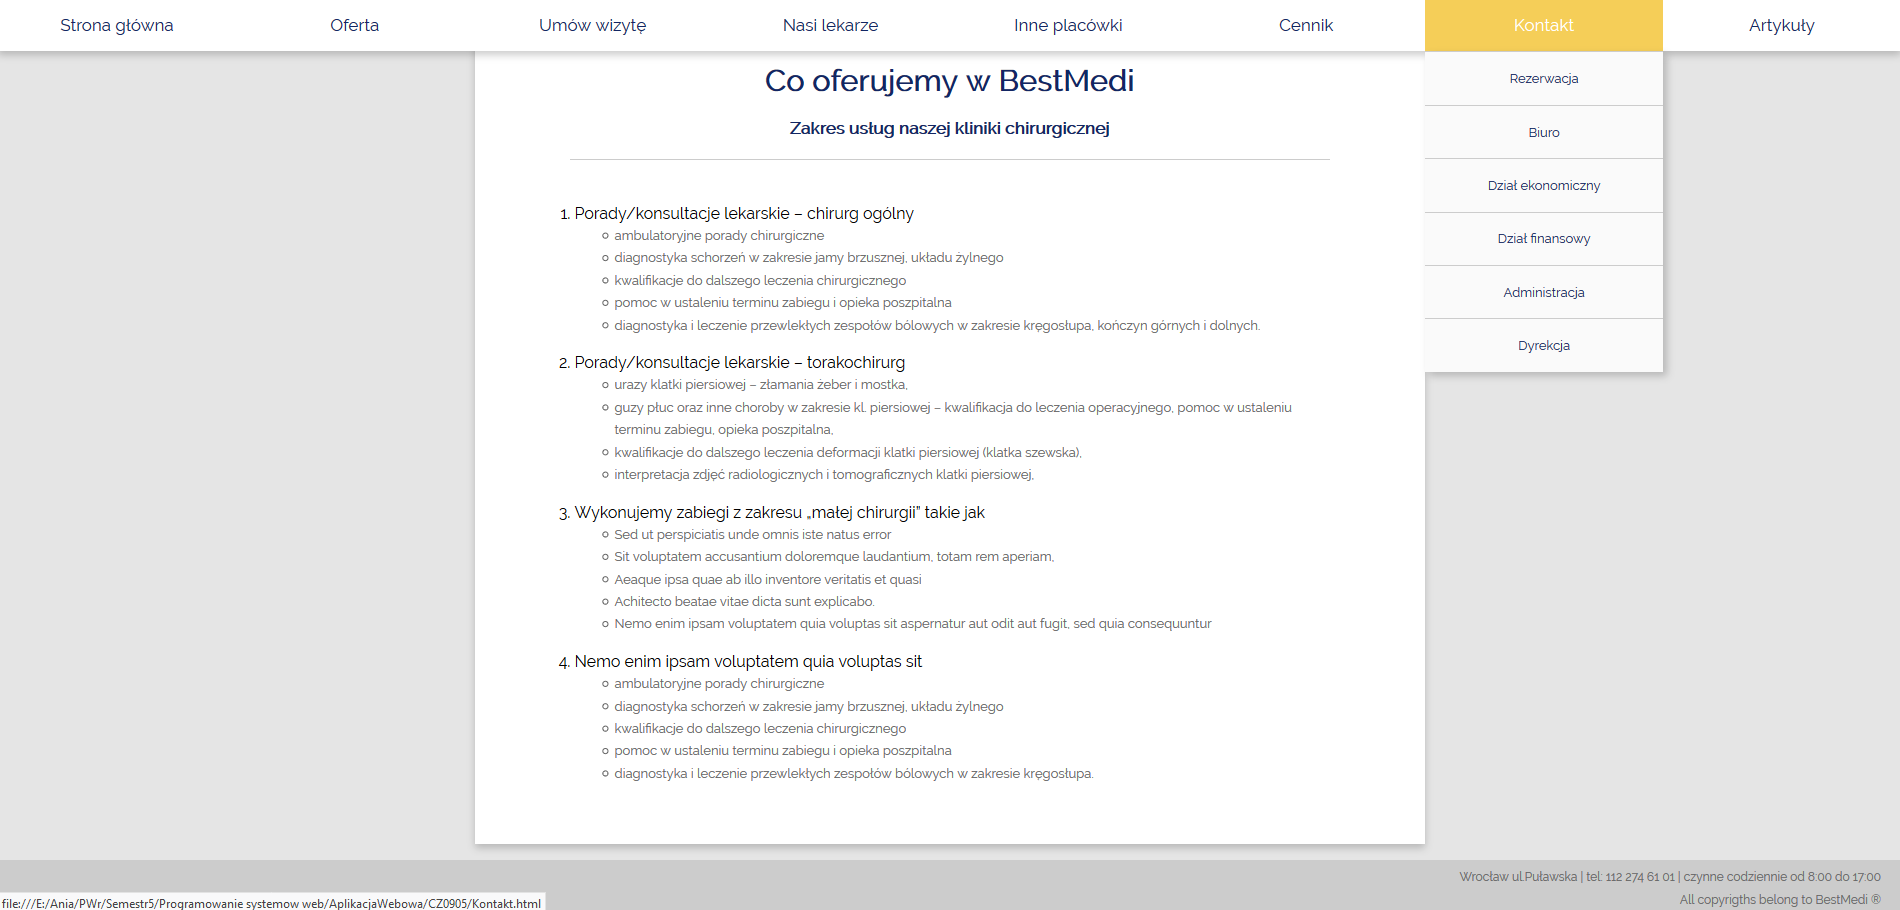 Strona główna Oferta Umów wizytę Nasi lekarze Inne placówki Cennik Kontakt Artykuły
Rezerwacja
Biuro
Dział ekonomiczny
Dział finansowy
Administracja
Dyrekcja
Co oferujemy w BestMedi
Zakres usług naszej kliniki chirurgicznej
1. Porady/konsultacje lekarskie – chirurg ogólny
ambulatoryjne porady chirurgiczne
diagnostyka schorzeń w zakresie jamy brzusznej, układu żylnego
kwalifikacje do dalszego leczenia chirurgicznego
pomoc w ustaleniu terminu zabiegu i opieka poszpitalna
diagnostyka i leczenie przewlekłych zespołów bólowych w zakresie kręgosłupa, kończyn górnych i dolnych.
2. Porady/konsultacje lekarskie – torakochirurg
urazy klatki piersiowej – złamania żeber i mostka,
guzy płuc oraz inne choroby w zakresie kl. piersiowej – kwalifikacja do leczenia operacyjnego, pomoc w ustaleniu
terminu zabiegu, opieka poszpitalna,
kwalifikacje do dalszego leczenia deformacji klatki piersiowej (klatka szewska),
interpretacja zdjęć radiologicznych i tomograficznych klatki piersiowej,
3. Wykonujemy zabiegi z zakresu „małej chirurgii” takie jak
Sed ut perspiciatis unde omnis iste natus error
Sit voluptatem accusantium doloremque laudantium, totam rem aperiam,
Aeaque ipsa quae ab illo inventore veritatis et quasi
Achitecto beatae vitae dicta sunt explicabo.
Nemo enim ipsam voluptatem quia voluptas sit aspernatur aut odit aut fugit, sed quia consequuntur
4. Nemo enim ipsam voluptatem quia voluptas sit
ambulatoryjne porady chirurgiczne
diagnostyka schorzeń w zakresie jamy brzusznej, układu żylnego
kwalifikacje do dalszego leczenia chirurgicznego
pomoc w ustaleniu terminu zabiegu i opieka poszpitalna
diagnostyka i leczenie przewlekłych zespołów bólowych w zakresie kręgosłupa.
Wrocław ul.Puławska | tel: 112 274 61 01 | czynne codziennie od 8:00 do 17:00
All copyrigths belong to BestMedi ®
file:///E:/Ania/PWr/Semestr5/Programowanie systemow web/AplikacjaWebowa/CZ0905/Kontakt.html